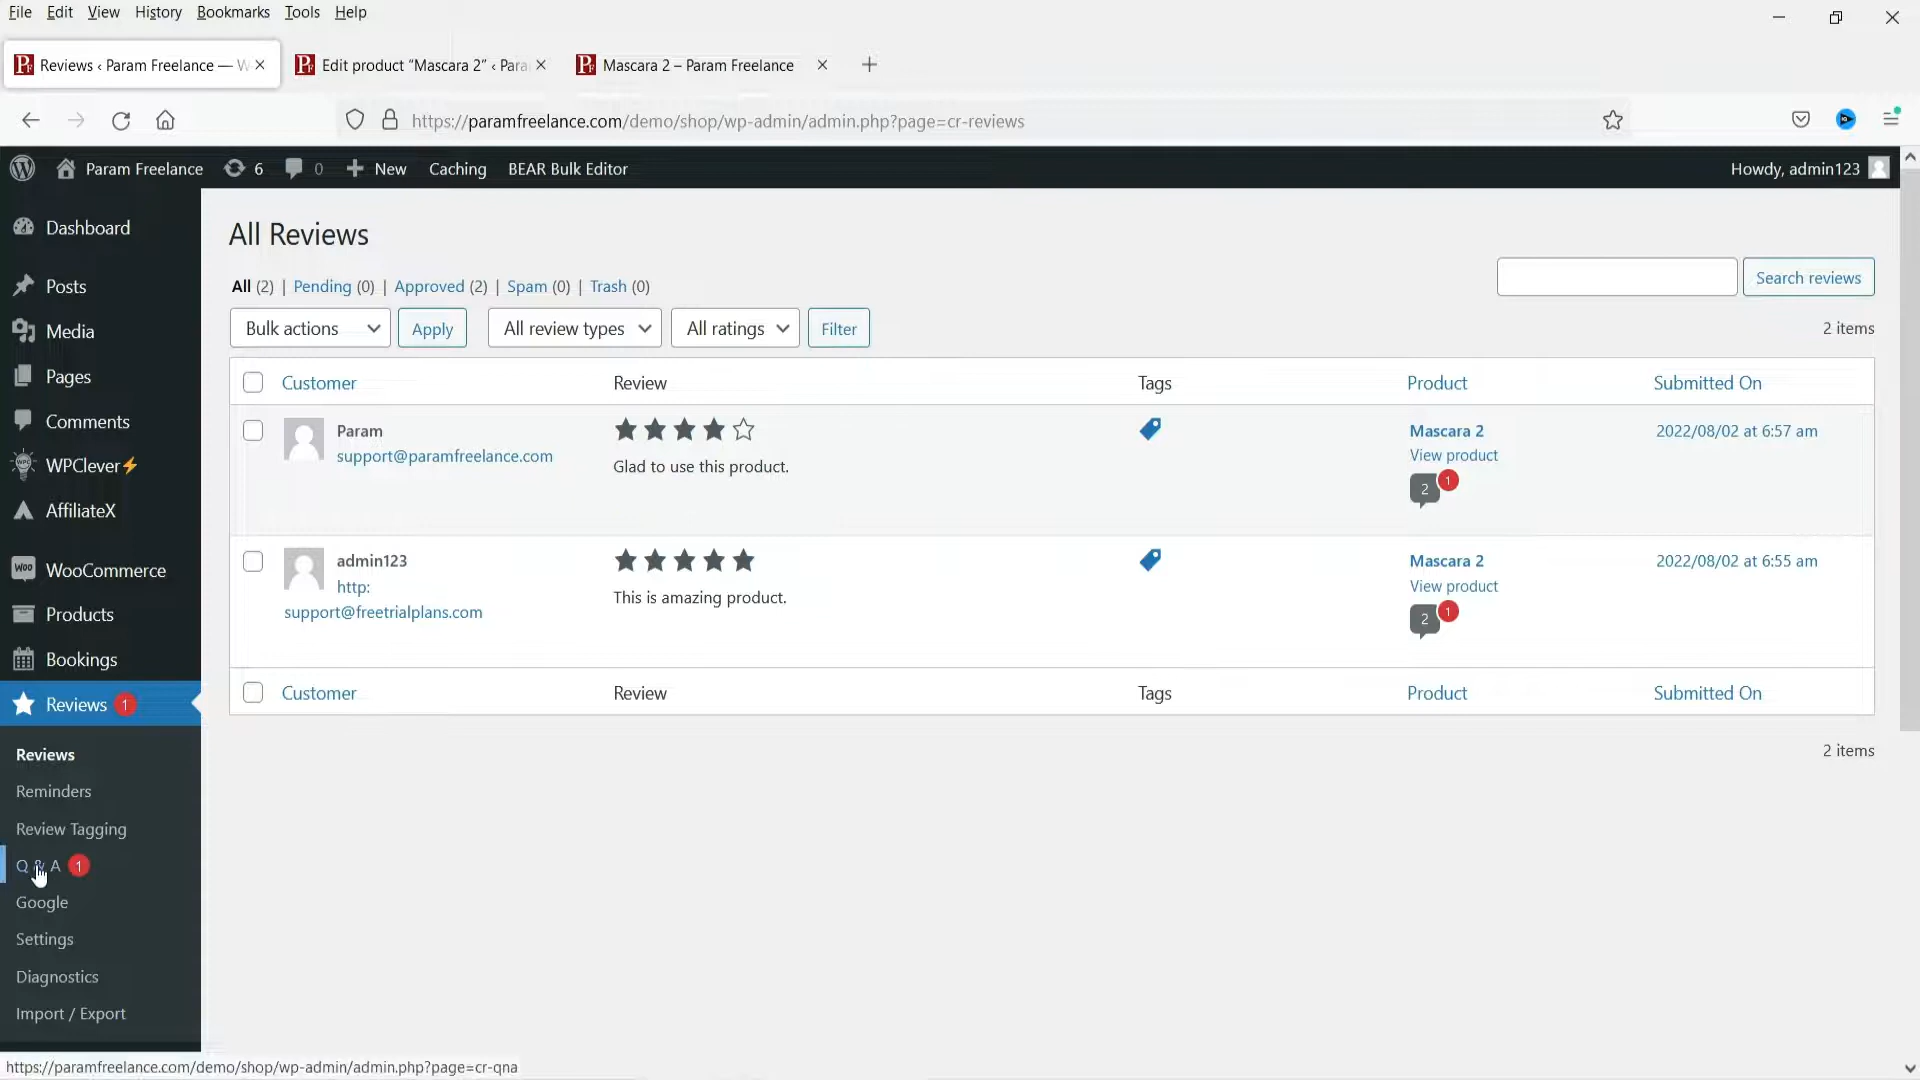 File Edit View History Bookmarks Tools Help
Reviews ‹ Param Freelance — W
Edit product “Mascara 2” ‹ Para
Mascara 2 – Param Freelance
https://paramfreelance.com/demo/shop/wp-admin/admin.php?page=cr-reviews
Param Freelance 6 0 New Caching BEAR Bulk Editor Howdy, admin123
Dashboard
Posts
Media
Pages
Comments
WPClever
AffiliateX
WooCommerce
Products
Bookings
Reviews 1
Reviews
Reminders
Review Tagging
Q & A 1
Google
Settings
Diagnostics
Import / Export
All Reviews
All (2) | Pending (0) | Approved (2) | Spam (0) | Trash (0)
Search reviews
Bulk actions Apply All review types All ratings Filter
2 items
Customer Review Tags Product Submitted On
Param
support@paramfreelance.com
Glad to use this product.
Mascara 2
View product
2 1
2022/08/02 at 6:57 am
admin123
http:
support@freetrialplans.com
This is amazing product.
Mascara 2
View product
2 1
2022/08/02 at 6:55 am
Customer Review Tags Product Submitted On
2 items
https://paramfreelance.com/demo/shop/wp-admin/admin.php?page=cr-qna